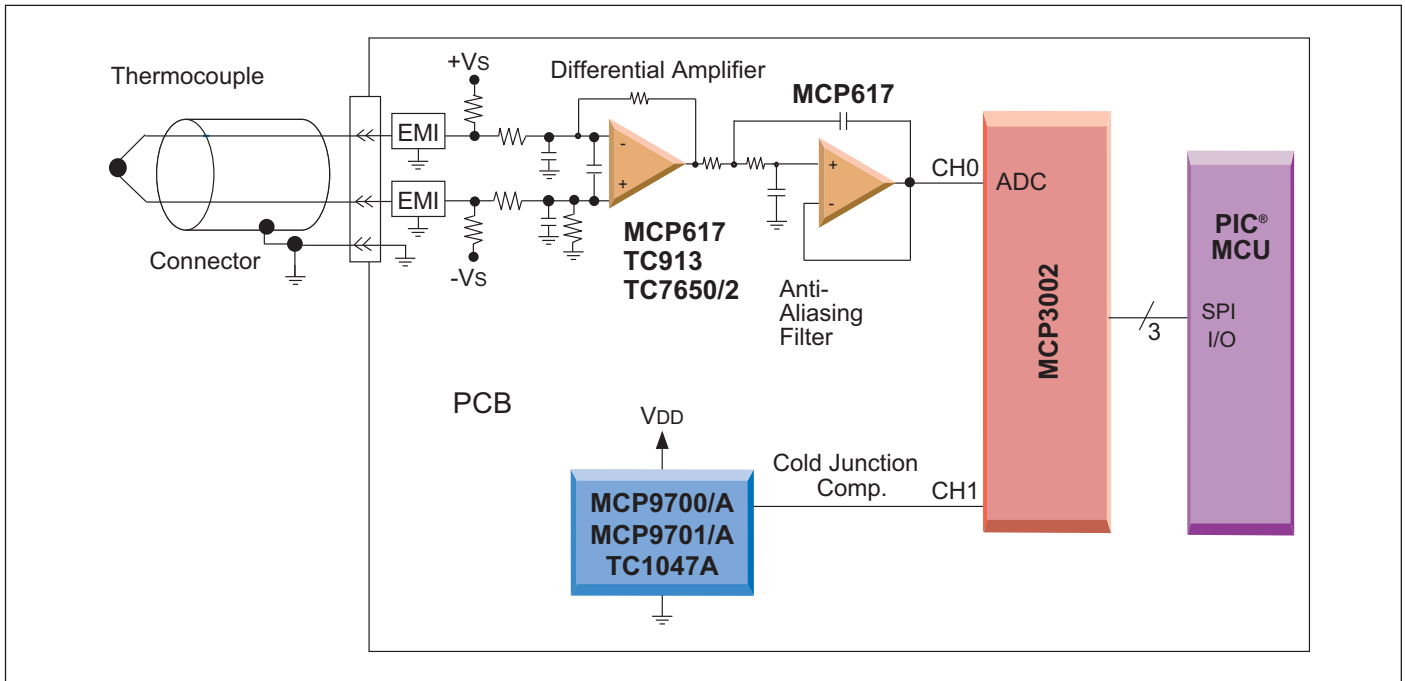 Thermocouple
Connector
EMI
EMI
+VS
-VS
Differential Amplifier
-
+
MCP617
TC913
TC7650/2
MCP617
+
-
Anti-
Aliasing
Filter
CH0
ADC
MCP3002
3
PIC®
MCU
SPI
I/O
PCB
VDD
MCP9700/A
MCP9701/A
TC1047A
Cold Junction
Comp.
CH1